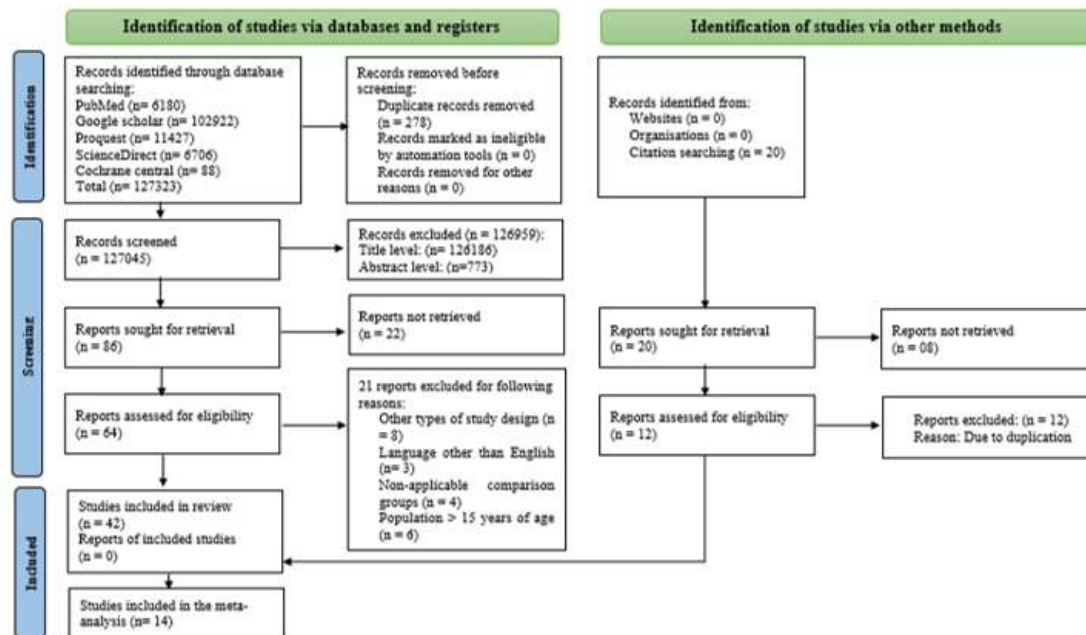 Identification of studies via databases and registers
Identification of studies via other methods
Identification
Records identified through database
searching:
PubMed (n= 6180)
Google scholar (n= 102922)
Proquest (n= 11427)
ScienceDirect (n= 6706)
Cochrane central (n= 88)
Total (n= 127323)
Records removed before
screening:
Duplicate records removed
(n = 278)
Records marked as ineligible
by automation tools (n = 0)
Records removed for other
reasons (n = 0)
Records identified from:
Websites (n = 0)
Organisations (n = 0)
Citation searching (n = 20)
Screening
Records screened
(n = 127045)
Records excluded (n = 126959):
Title level: (n= 126186)
Abstract level: (n=773)
Reports sought for retrieval
(n = 86)
Reports not retrieved
(n = 22)
Reports sought for retrieval
(n = 20)
Reports not retrieved
(n = 08)
Reports assessed for eligibility
(n = 64)
21 reports excluded for following
reasons:
Other types of study design (n
= 8)
Language other than English
(n= 3)
Non-applicable comparison
groups (n = 4)
Population > 15 years of age
(n = 6)
Reports assessed for eligibility
(n = 12)
Reports excluded: (n = 12)
Reason: Due to duplication
Included
Studies included in review
(n = 42)
Reports of included studies
(n = 0)
Studies included in the meta-
analysis (n= 14)